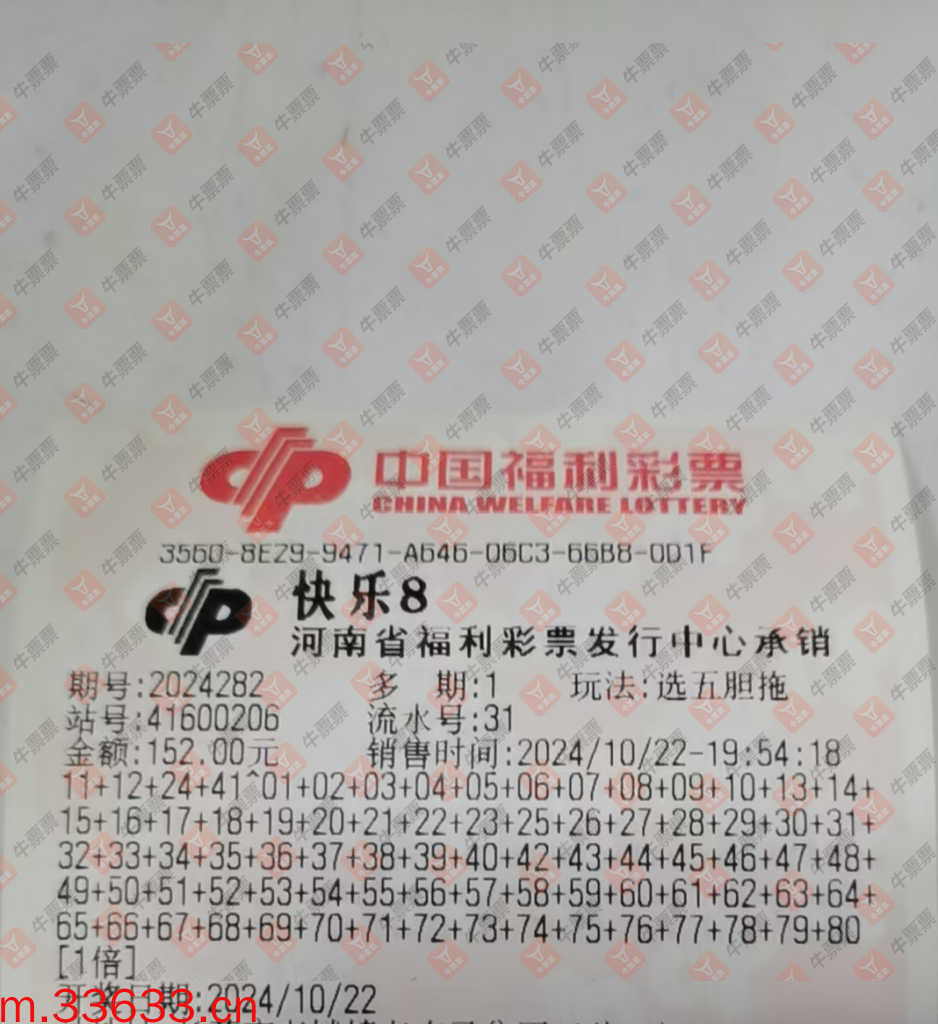 中国福利彩票
CHINA WELFARE LOTTERY
3560-8E29-9471-A646-06C3-66B8-0D1F
快乐8
河南省福利彩票发行中心承销
期号:2024282 多 期:1 玩法:选五胆拖
站号:41600206 流水号:31
金额:152.00元 销售时间:2024/10/22-19:54:18
11+12+24+41^01+02+03+04+05+06+07+08+09+10+13+14+
15+16+17+18+19+20+21+22+23+25+26+27+28+29+30+31+
32+33+34+35+36+37+38+39+40+42+43+44+45+46+47+48+
49+50+51+52+53+54+55+56+57+58+59+60+61+62+63+64+
65+66+67+68+69+70+71+72+73+74+75+76+77+78+79+80
[1倍]
开奖日期:2024/10/22
m.33633.cn
牛票票